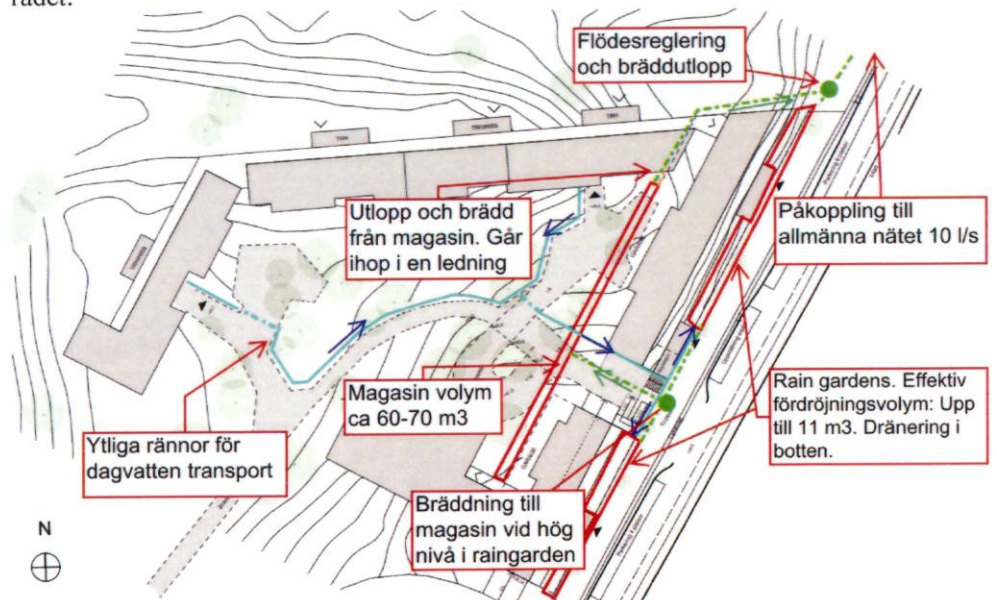 rådet.
Flödesreglering
och bräddutlopp
Utlopp och brädd
från magasin. Går
ihop i en ledning
Påkoppling till
allmänna nätet 10 l/s
Magasin volym
ca 60-70 m3
Rain gardens. Effektiv
fördröjningsvolym: Upp
till 11 m3. Dränering i
botten.
Ytliga rännor för
dagvatten transport
Bräddning till
magasin vid hög
nivå i raingarden
N